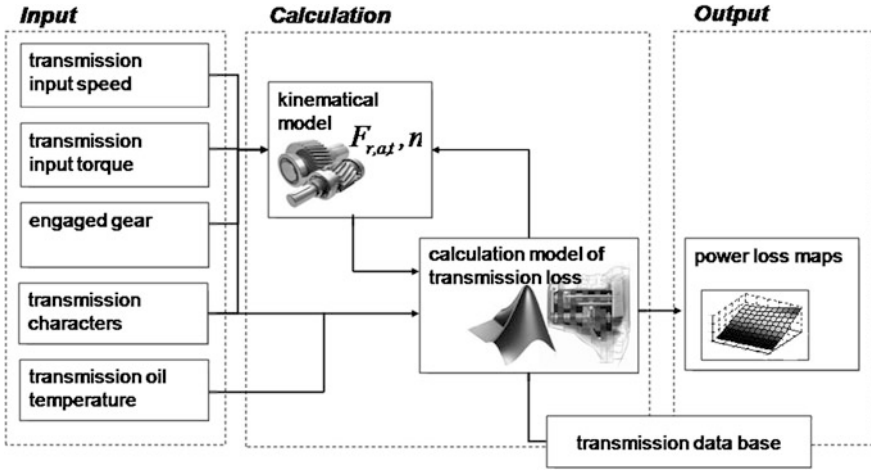 Input
Calculation
Output
transmission
input speed
transmission
input torque
engaged gear
transmission
characters
transmission oil
temperature
kinematical
model
F_{r,a,t}, n
calculation model of
transmission loss
power loss maps
transmission data base